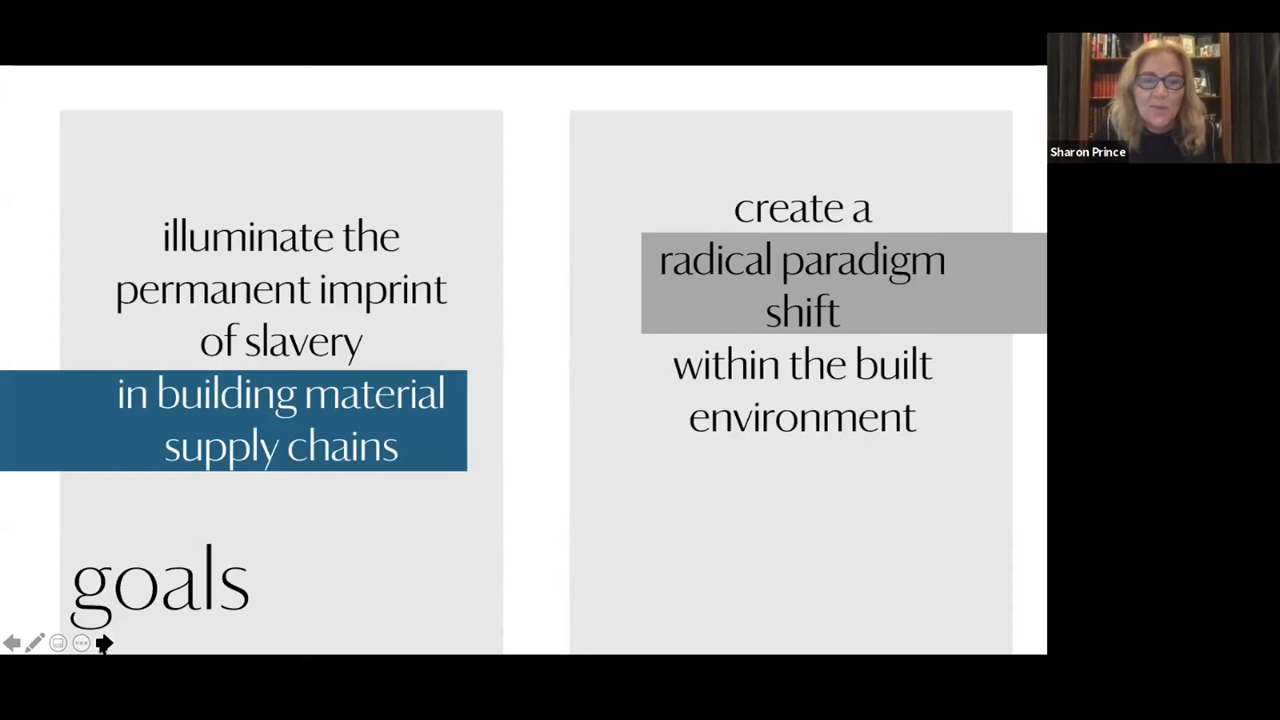 illuminate the
permanent imprint
of slavery
in building material
supply chains
goals
create a
radical paradigm
shift
within the built
environment
Sharon Prince